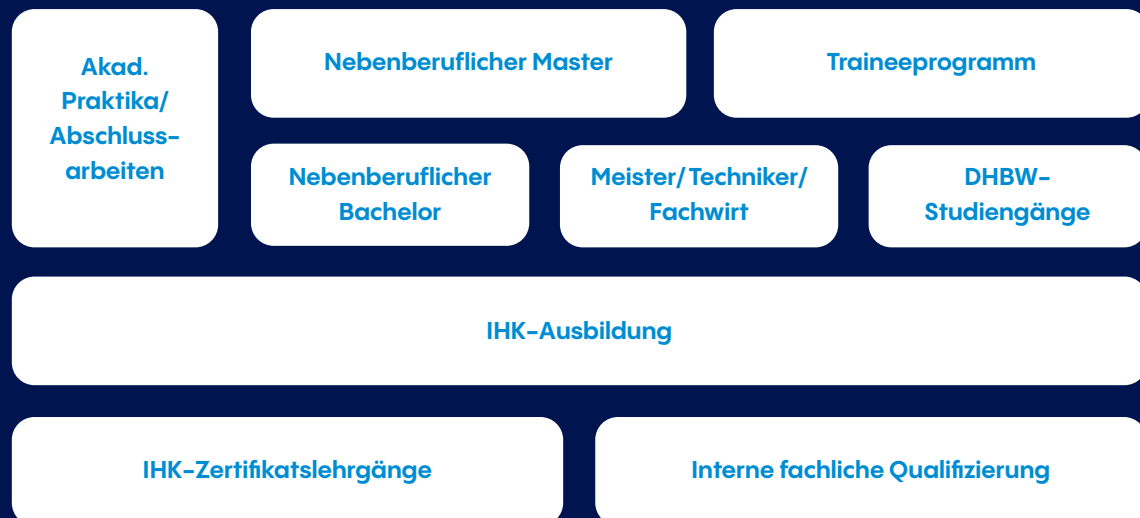 Akad.
Praktika/
Abschluss-
arbeiten
Nebenberuflicher Master
Traineeprogramm
Nebenberuflicher
Bachelor
Meister/Techniker/
Fachwirt
DHBW-
Studiengänge
IHK-Ausbildung
IHK-Zertifikatslehrgänge
Interne fachliche Qualifizierung